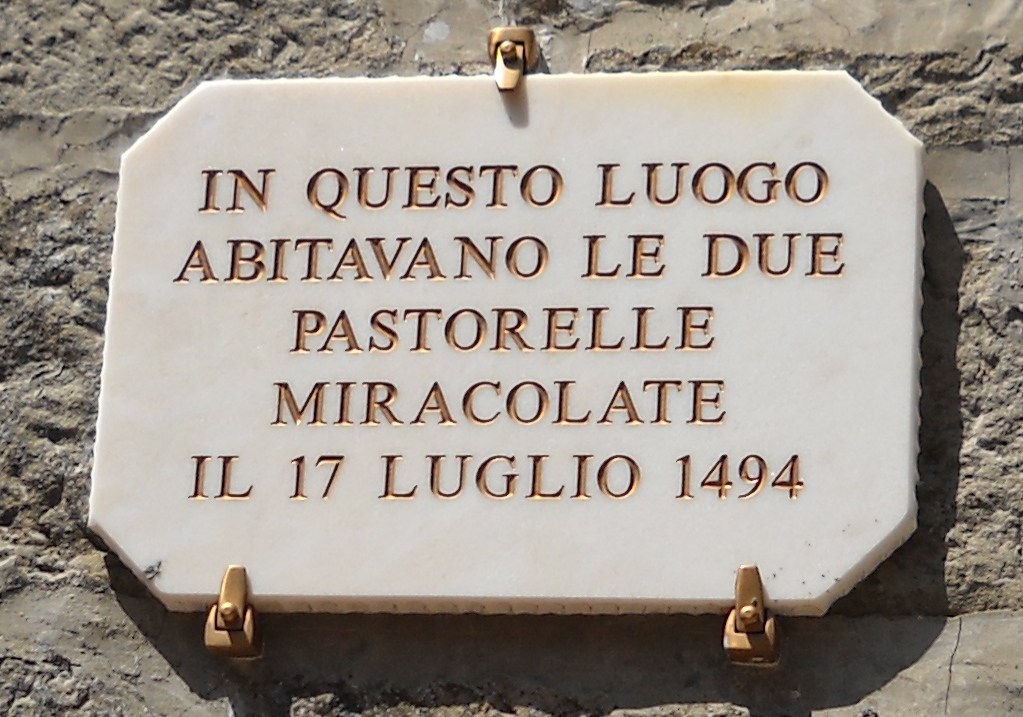 IN QUESTO LUOGO
ABITAVANO LE DUE
PASTORELLE
MIRACOLATE
IL 17 LUGLIO 1494